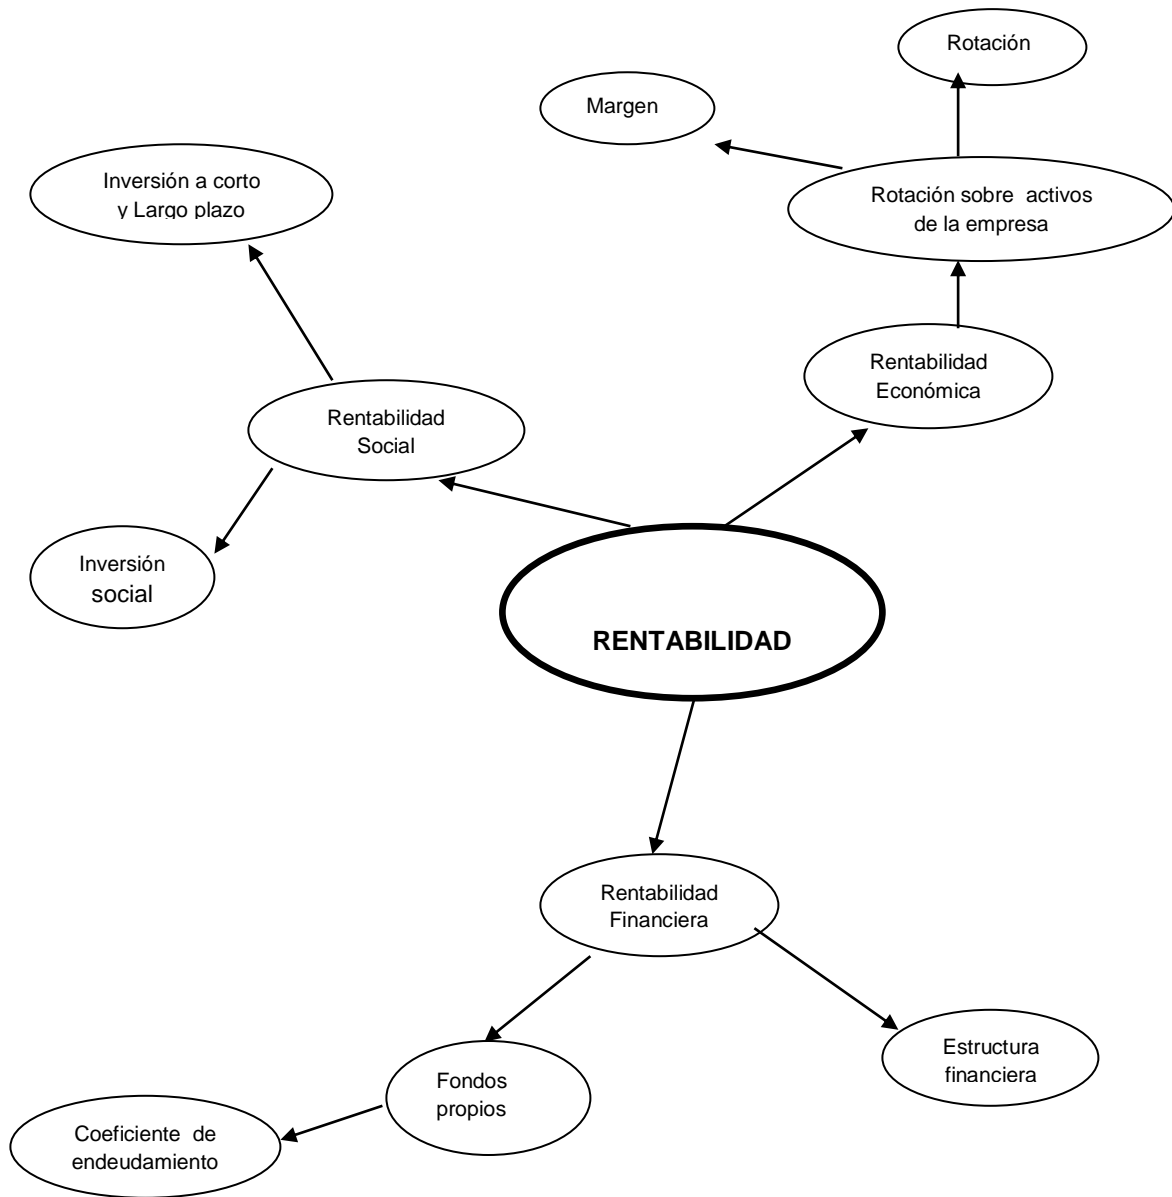 Rotación
Margen
Inversión a corto
y Largo plazo
Rotación sobre activos
de la empresa
Rentabilidad
Económica
Rentabilidad
Social
Inversión
social
RENTABILIDAD
Rentabilidad
Financiera
Estructura
financiera
Fondos
propios
Coeficiente de
endeudamiento